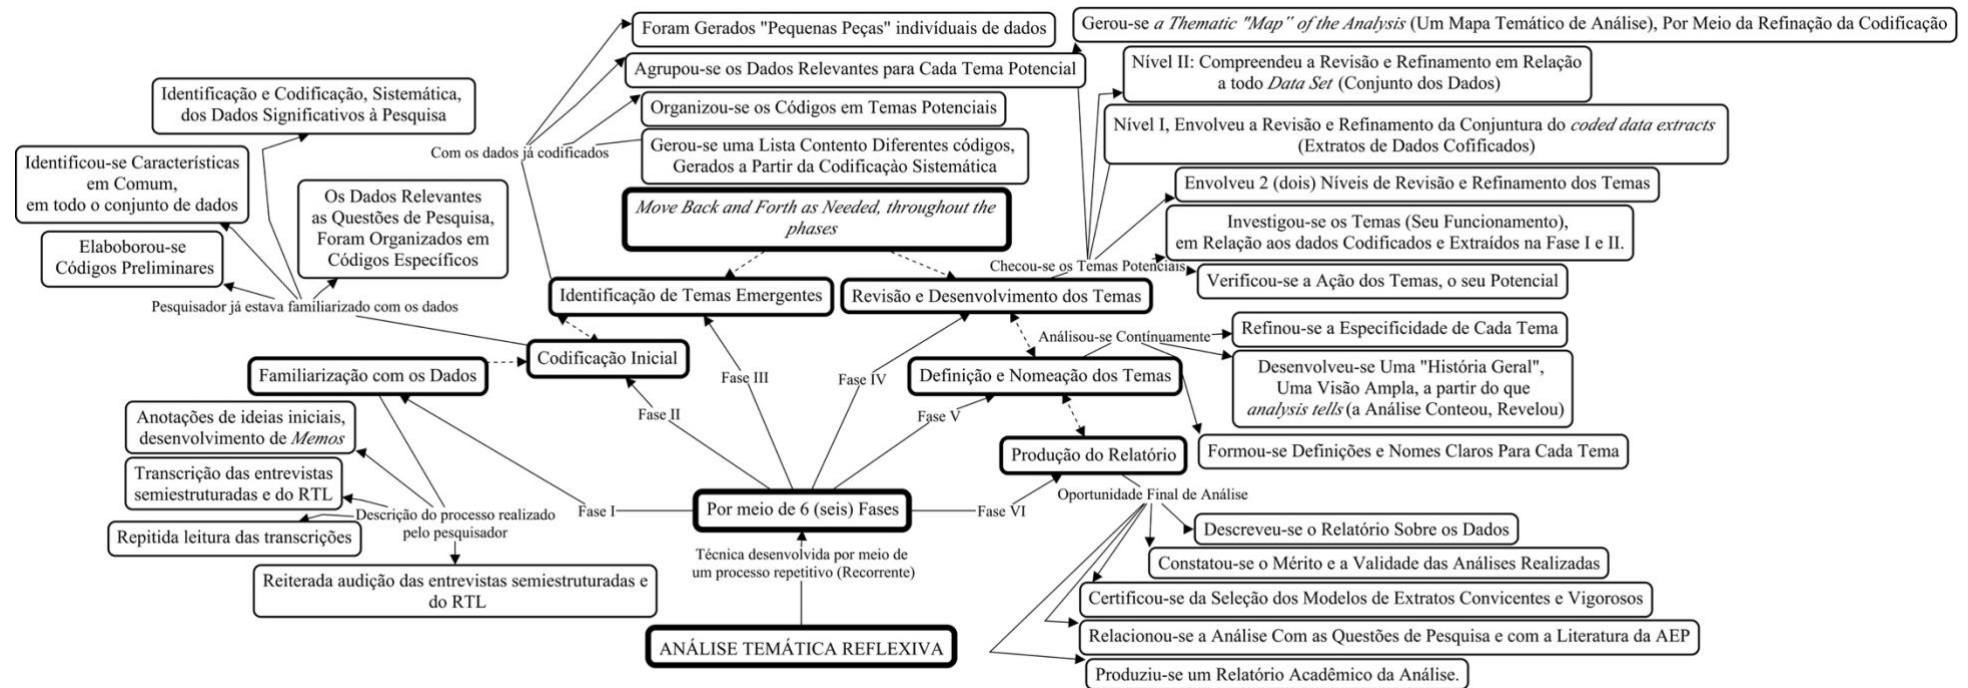 Foram Gerados "Pequenas Peças" individuais de dados
Agrupou-se os Dados Relevantes para Cada Tema Potencial
Organizou-se os Códigos em Temas Potenciais
Gerou-se uma Lista Contento Diferentes códigos,
Gerados a Partir da Codificaçào Sistemática
Com os dados já codificados
Identificação e Codificação, Sistemática,
dos Dados Significativos à Pesquisa
Identificou-se Características
em Comum,
em todo o conjunto de dados
Os Dados Relevantes
as Questões de Pesquisa,
Foram Organizados em
Códigos Específicos
Elaboborou-se
Códigos Preliminares
Pesquisador já estava familiarizado com os dados
Move Back and Forth as Needed, throughout the
phases
Gerou-se a Thematic "Map" of the Analysis (Um Mapa Temático de Análise), Por Meio da Refinação da Codificação
Nível II: Compreendeu a Revisão e Refinamento em Relação
a todo Data Set (Conjunto dos Dados)
Nível I, Envolveu a Revisão e Refinamento da Conjuntura do coded data extracts
(Extratos de Dados Cofificados)
Envolveu 2 (dois) Níveis de Revisão e Refinamento dos Temas
Investigou-se os Temas (Seu Funcionamento),
em Relação aos dados Codificados e Extraídos na Fase I e II.
Checou-se os Temas Potenciais
Verificou-se a Ação dos Temas, o seu Potencial
Identificação de Temas Emergentes
Revisão e Desenvolvimento dos Temas
Codificação Inicial
Familiarização com os Dados
Análisou-se Contínuamente
Refinou-se a Especificidade de Cada Tema
Desenvolveu-se Uma "História Geral",
Uma Visão Ampla, a partir do que
analysis tells (a Análise Conteou, Revelou)
Formou-se Definições e Nomes Claros Para Cada Tema
Definição e Nomeação dos Temas
Fase III
Fase IV
Fase II
Fase V
Anotações de ideias iniciais,
desenvolvimento de Memos
Transcrição das entrevistas
semiestruturadas e do RTL
Repitida leitura das transcrições
Descrição do processo realizado
pelo pesquisador
Reiterada audição das entrevistas semiestruturadas e
do RTL
Fase I
Por meio de 6 (seis) Fases
Fase VI
Produção do Relatório
Oportunidade Final de Análise
Descreveu-se o Relatório Sobre os Dados
Constatou-se o Mérito e a Validade das Análises Realizadas
Certificou-se da Seleção dos Modelos de Extratos Convicentes e Vigorosos
Relacionou-se a Análise Com as Questões de Pesquisa e com a Literatura da AEP
Produziu-se um Relatório Acadêmico da Análise.
Técnica desenvolvida por meio de
um processo repetitivo (Recorrente)
ANÁLISE TEMÁTICA REFLEXIVA